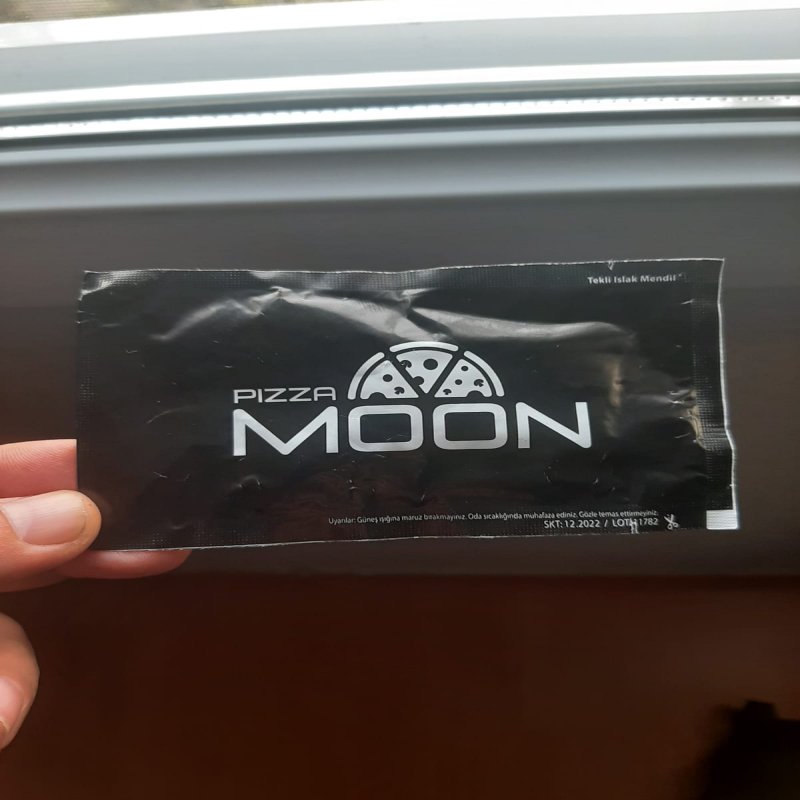 Tekli Islak Mendil
PIZZA
MOON
Uyarılar: Güneş ışığına maruz bırakmayınız. Oda sıcaklığında muhafaza ediniz. Gözle temas ettirmeyiniz.
SKT: 12.2022 / LOT: 1782